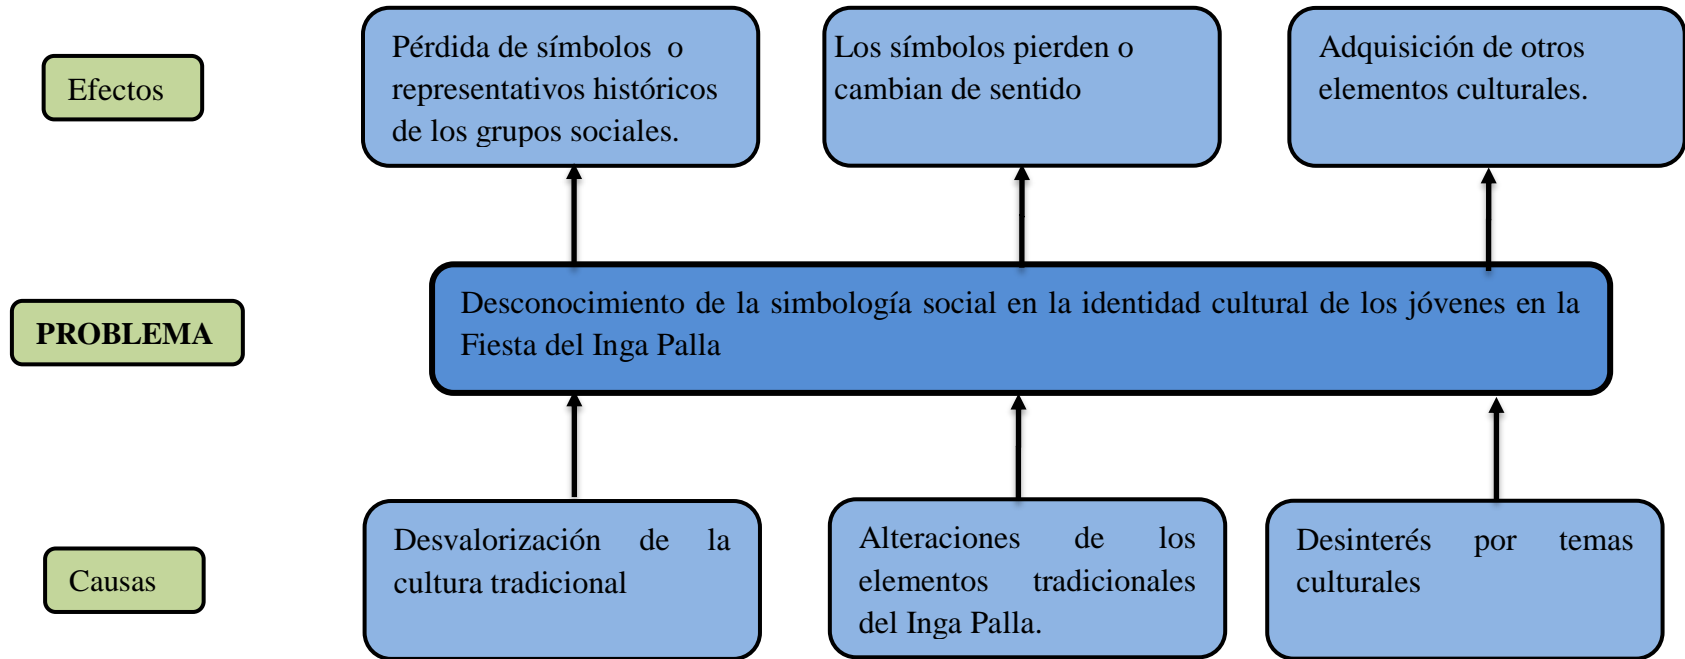 Efectos
Pérdida de símbolos o
representativos históricos
de los grupos sociales.
Los símbolos pierden o
cambian de sentido
Adquisición de otros
elementos culturales.
PROBLEMA
Desconocimiento de la simbología social en la identidad cultural de los jóvenes en la
Fiesta del Inga Palla
Causas
Desvalorización de la
cultura tradicional
Alteraciones de los
elementos tradicionales
del Inga Palla.
Desinterés por temas
culturales